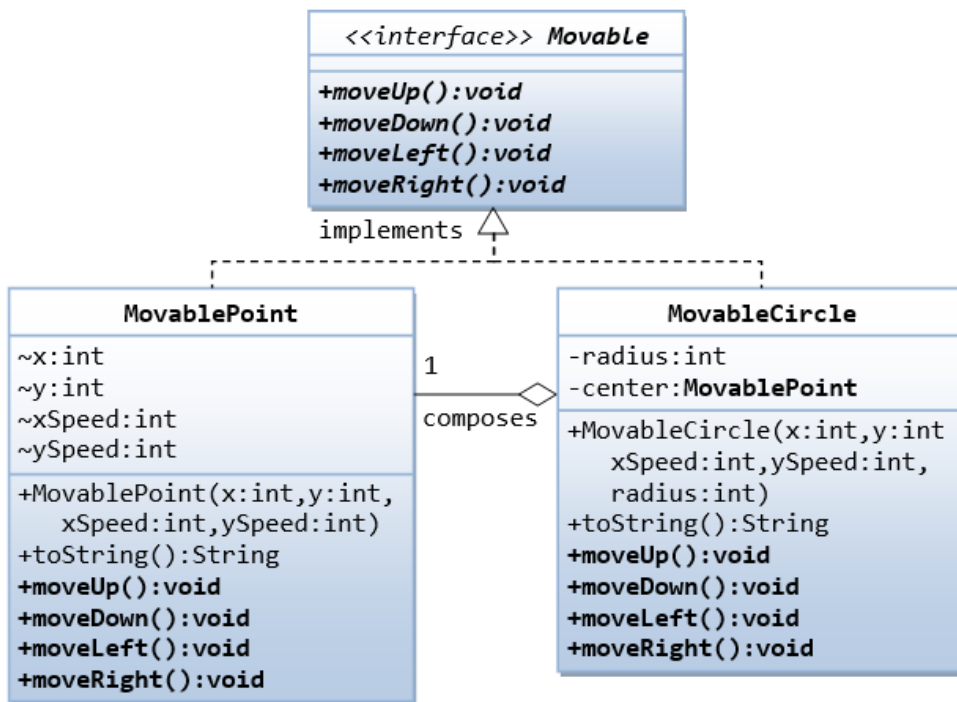 <<interface>> Movable
+moveUp():void
+moveDown():void
+moveLeft():void
+moveRight():void
implements
MovablePoint
~x:int
~y:int
~xSpeed:int
~ySpeed:int
+MovablePoint(x:int,y:int,
xSpeed:int,ySpeed:int)
+toString():String
+moveUp():void
+moveDown():void
+moveLeft():void
+moveRight():void
1
composes
MovableCircle
-radius:int
-center:MovablePoint
+MovableCircle(x:int,y:int
xSpeed:int,ySpeed:int,
radius:int)
+toString():String
+moveUp():void
+moveDown():void
+moveLeft():void
+moveRight():void